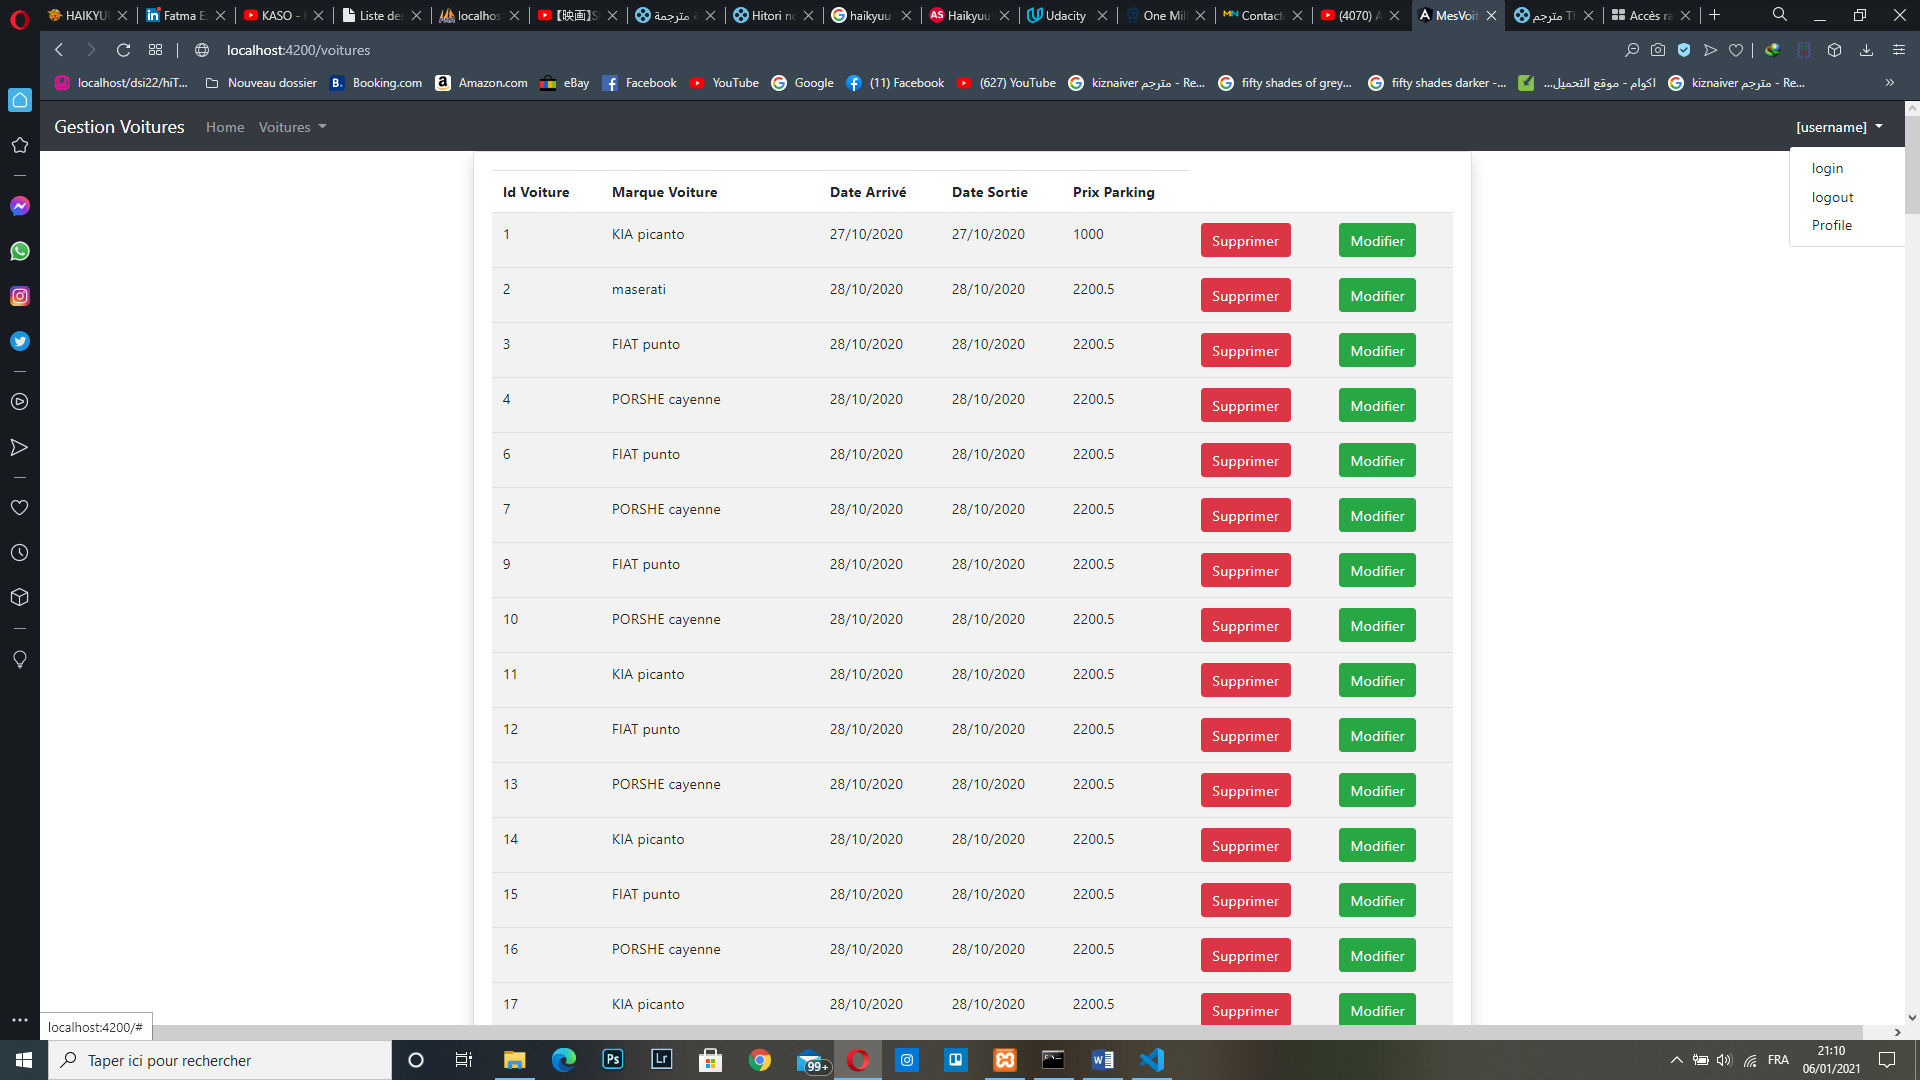 HAIKYU
Fatma E
KASO -
Liste de
localhos
【映画】S
مترجمة
Hitori no
haikyuu
Haikyuu
Udacity
One Mil
Contact
(4070)
MesVoit
مترجم
Accès ra
localhost:4200/voitures
localhost/dsi22/hiT...
Nouveau dossier
Booking.com
Amazon.com
eBay
Facebook
YouTube
Google
(11) Facebook
(627) YouTube
kiznaiver مترجم - Re...
fifty shades of grey...
fifty shades darker -...
اكوام - موقع التحميل...
kiznaiver مترجم - Re...
Gestion Voitures Home Voitures
[username]
login
logout
Profile
Id Voiture Marque Voiture Date Arrivé Date Sortie Prix Parking
1 KIA picanto 27/10/2020 27/10/2020 1000 Supprimer Modifier
2 maserati 28/10/2020 28/10/2020 2200.5 Supprimer Modifier
3 FIAT punto 28/10/2020 28/10/2020 2200.5 Supprimer Modifier
4 PORSHE cayenne 28/10/2020 28/10/2020 2200.5 Supprimer Modifier
6 FIAT punto 28/10/2020 28/10/2020 2200.5 Supprimer Modifier
7 PORSHE cayenne 28/10/2020 28/10/2020 2200.5 Supprimer Modifier
9 FIAT punto 28/10/2020 28/10/2020 2200.5 Supprimer Modifier
10 PORSHE cayenne 28/10/2020 28/10/2020 2200.5 Supprimer Modifier
11 KIA picanto 28/10/2020 28/10/2020 2200.5 Supprimer Modifier
12 FIAT punto 28/10/2020 28/10/2020 2200.5 Supprimer Modifier
13 PORSHE cayenne 28/10/2020 28/10/2020 2200.5 Supprimer Modifier
14 KIA picanto 28/10/2020 28/10/2020 2200.5 Supprimer Modifier
15 FIAT punto 28/10/2020 28/10/2020 2200.5 Supprimer Modifier
16 PORSHE cayenne 28/10/2020 28/10/2020 2200.5 Supprimer Modifier
17 KIA picanto 28/10/2020 28/10/2020 2200.5 Supprimer Modifier
localhost:4200/#
Taper ici pour rechercher
Ps
Lr
99+
FRA
21:10
06/01/2021